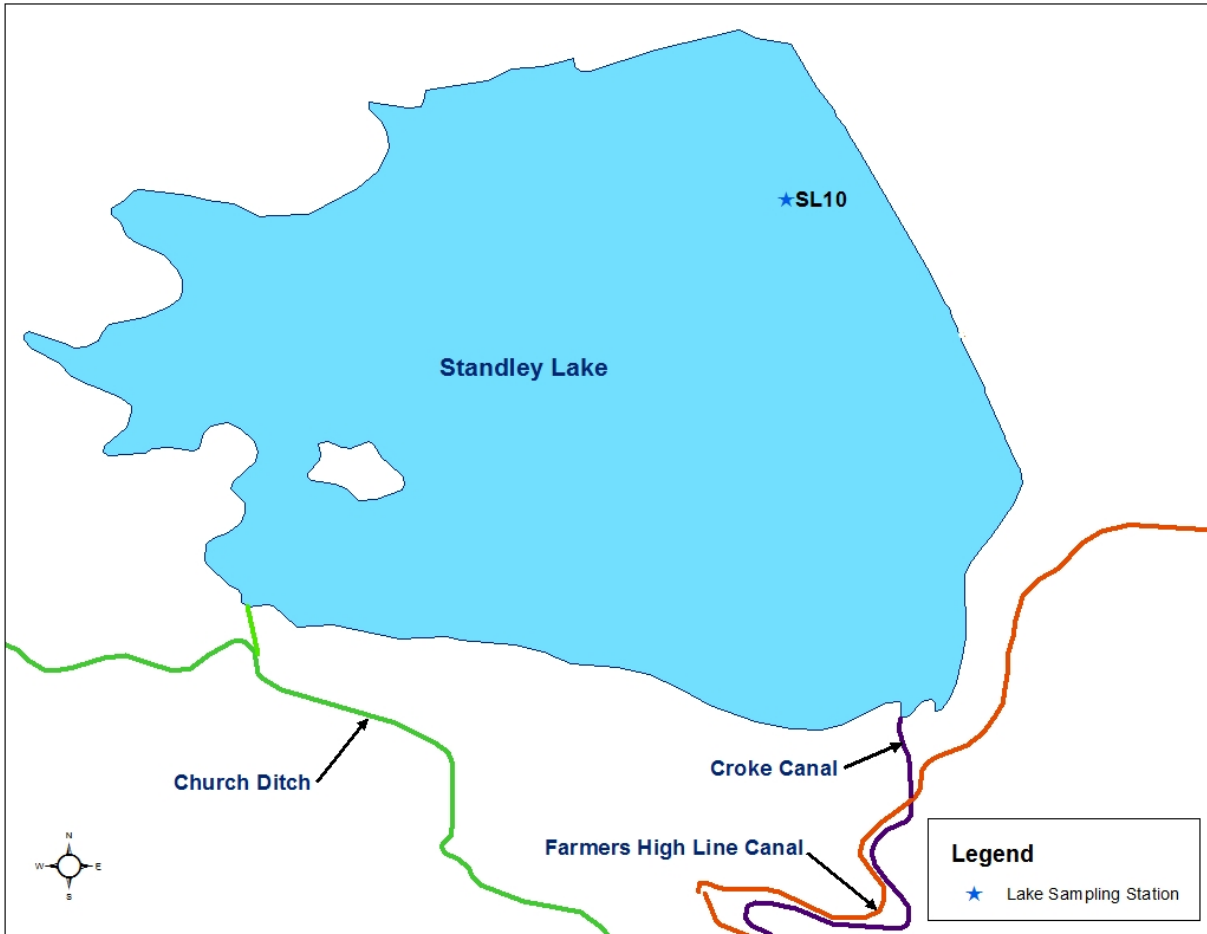 SL10
Standley Lake
Church Ditch
Croke Canal
Farmers High Line Canal
N
W
E
S
Legend
Lake Sampling Station